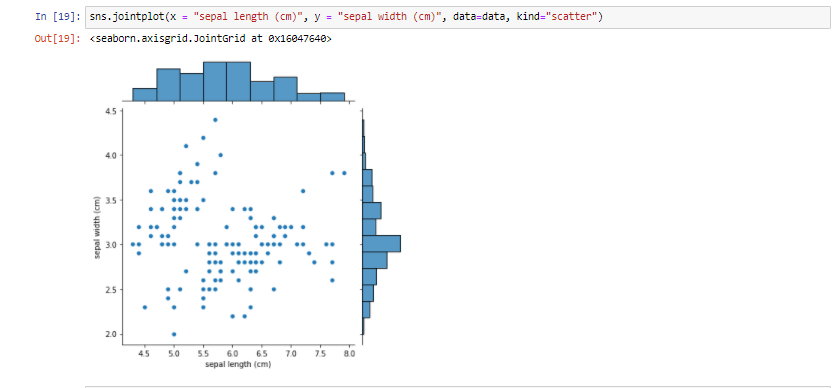 In [19]: sns.jointplot(x = "sepal length (cm)", y = "sepal width (cm)", data=data, kind="scatter")
Out[19]: <seaborn.axisgrid.JointGrid at 0x16047640>
4.5
4.0
3.5
3.0
2.5
2.0
sepal width (cm)
4.5 5.0 5.5 6.0 6.5 7.0 7.5 8.0
sepal length (cm)